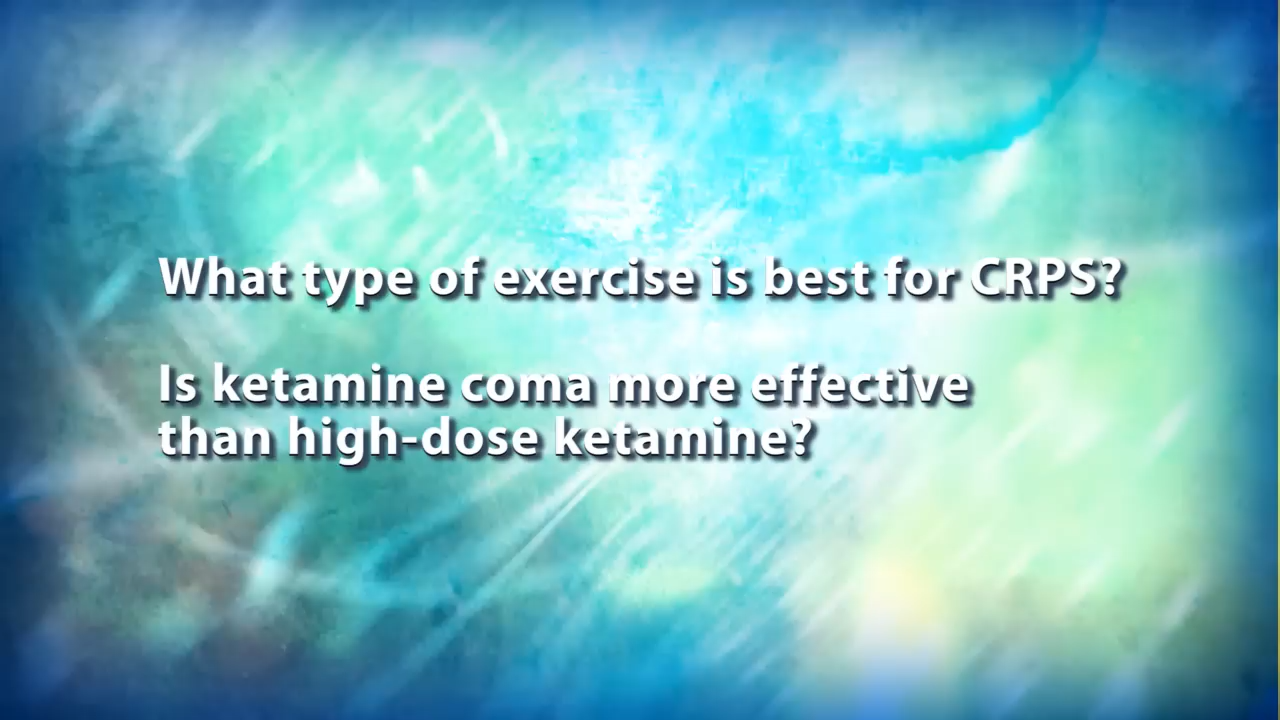 What type of exercise is best for CRPS?
Is ketamine coma more effective
than high-dose ketamine?